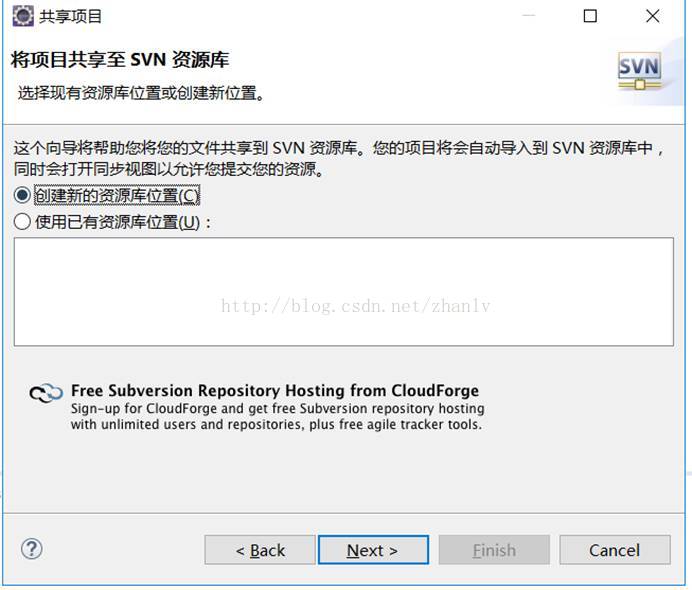 共享项目
将项目共享至 SVN 资源库
选择现有资源库位置或创建新位置。
SVN
这个向导将帮助您将您的文件共享到 SVN 资源库。您的项目将会自动导入到 SVN 资源库中，
同时会打开同步视图以允许您提交您的资源。
创建新的资源库位置(C)
使用已有资源库位置(U)：
http://blog.csdn.net/zhanlv
Free Subversion Repository Hosting from CloudForge
Sign-up for CloudForge and get free Subversion repository hosting
with unlimited users and repositories, plus free agile tracker tools.
?
< Back
Next >
Finish
Cancel